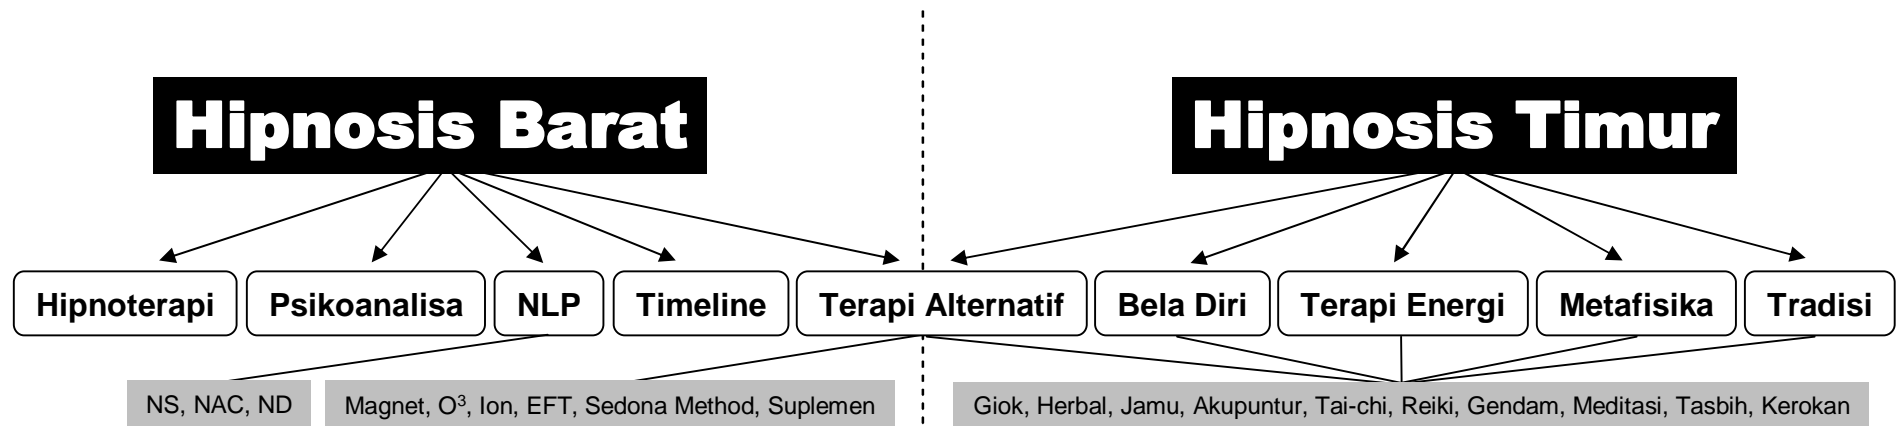 Hipnosis Barat
Hipnosis Timur
Hipnoterapi
Psikoanalisa
NLP
Timeline
Terapi Alternatif
Bela Diri
Terapi Energi
Metafisika
Tradisi
NS, NAC, ND
Magnet, O³, Ion, EFT, Sedona Method, Suplemen
Giok, Herbal, Jamu, Akupuntur, Tai-chi, Reiki, Gendam, Meditasi, Tasbih, Kerokan